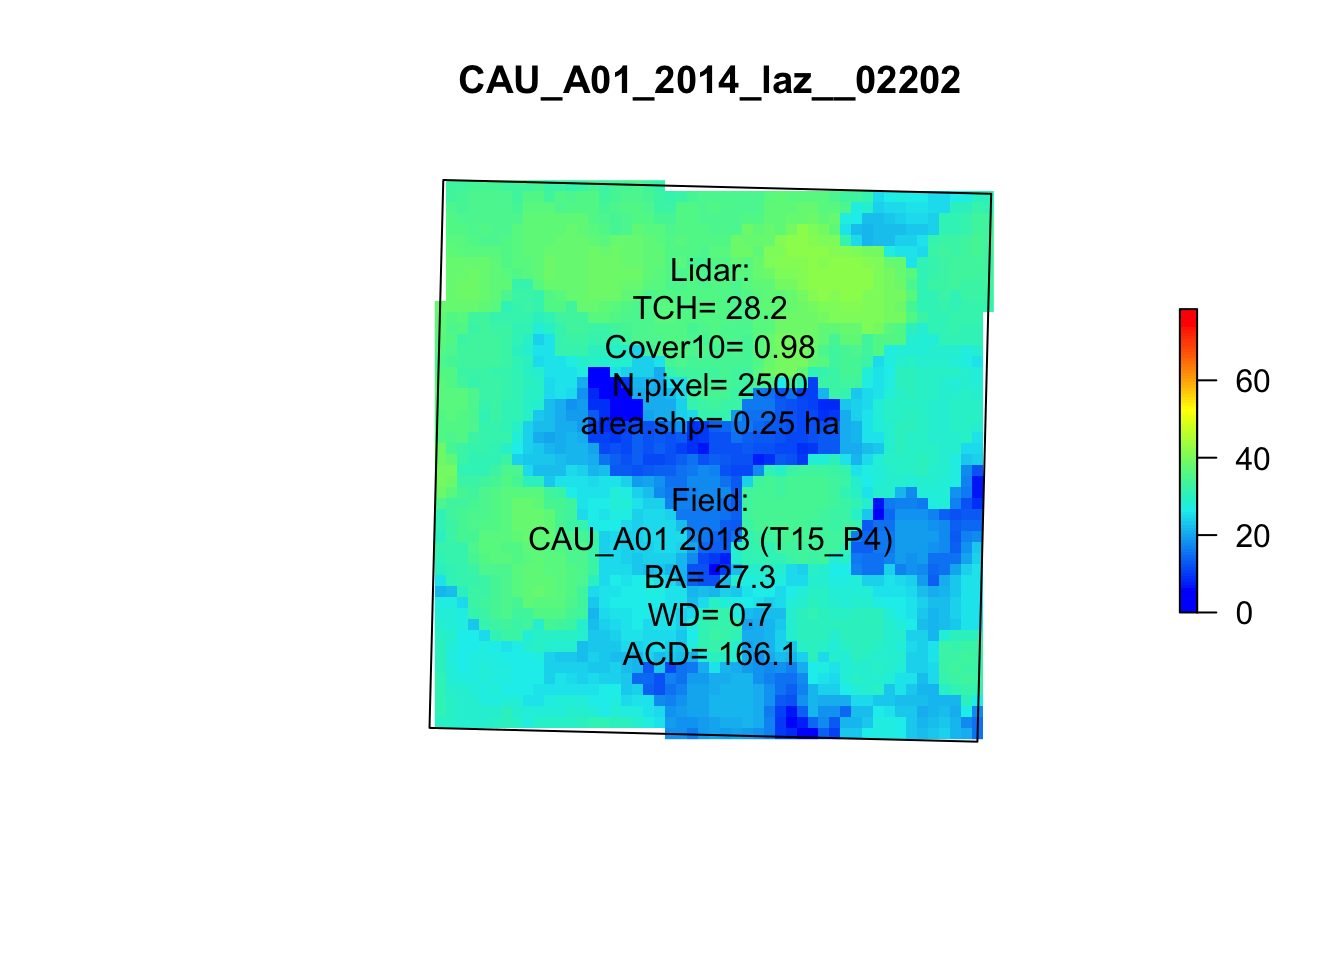 CAU_A01_2014_laz__02202
Lidar:
TCH= 28.2
Cover10= 0.98
N.pixel= 2500
area.shp= 0.25 ha
Field:
CAU_A01 2018 (T15_P4)
BA= 27.3
WD= 0.7
ACD= 166.1
60
40
20
0